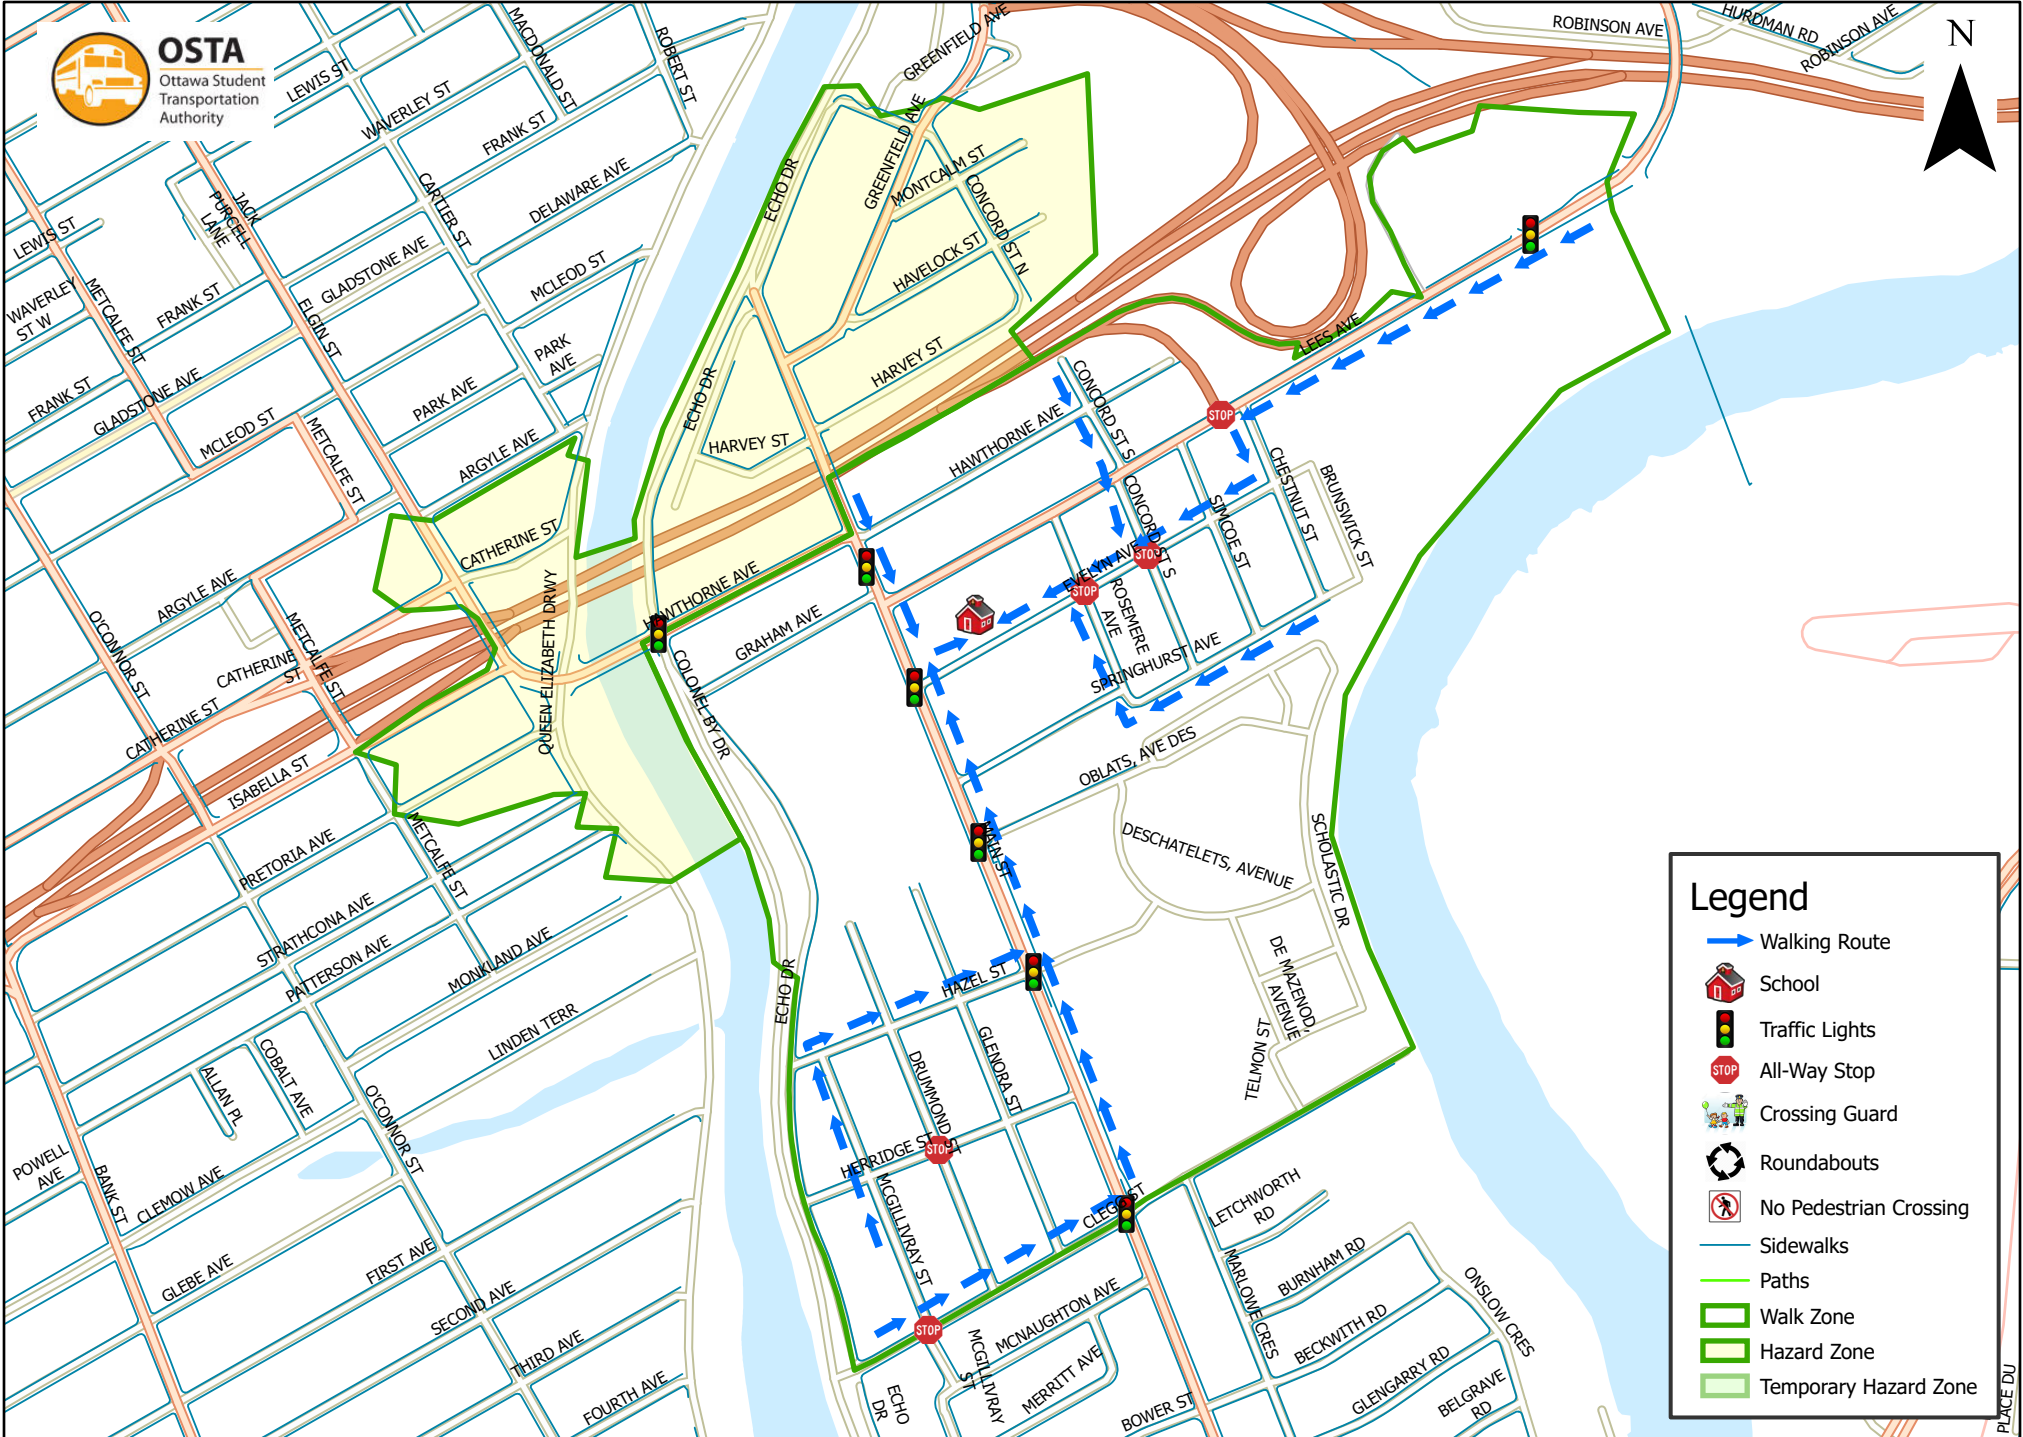 OSTA
Ottawa Student
Transportation
Authority
N
LEWIS ST
WAVERLEY ST
MACDONALD ST
FRANK ST
ROBERT ST
DELAWARE AVE
CARTIER ST
MCLEOD ST
GLADSTONE AVE
JACK
PURCELL
LANE
LEWIS ST
WAVERLEY
ST W
METCALFE ST
FRANK ST
ELGIN ST
PARK
AVE
PARK AVE
FRANK ST
GLADSTONE AVE
MCLEOD ST
METCALFE ST
ARGYLE AVE
CATHERINE ST
GREENFIELD AVE
GREENFIELD AVE
ECHO DR
MONTCALM ST
CONCORD ST N
HAVELOCK ST
HARVEY ST
ECHO DR
HARVEY ST
ROBINSON AVE
HURDMAN RD
ROBINSON AVE
LEES AVE
CONCORD ST S
HAWTHORNE AVE
CONCORD ST S
STOP
CHESTNUT ST
BRUNSWICK ST
SIMCOE ST
STOP
EVELYN AVE
STOP
ROSEMERE
AVE
SPRINGHURST AVE
HAWTHORNE AVE
GRAHAM AVE
COLONEL BY DR
QUEEN ELIZABETH DRWY
ARGYLE AVE
O'CONNOR ST
METCALFE ST
CATHERINE
ST
CATHERINE ST
ISABELLA ST
PRETORIA AVE
METCALFE ST
STRATHCONA AVE
PATTERSON AVE
MONKLAND AVE
LINDEN TERR
COBALT AVE
ALLAN PL
O'CONNOR ST
POWELL
AVE
BANK ST
CLEMOW AVE
GLEBE AVE
FIRST AVE
SECOND AVE
THIRD AVE
FOURTH AVE
OBLATS, AVE DES
MAIN ST
DESCHATELETS, AVENUE
SCHOLASTIC DR
DE MAZENOD,
AVENUE
TELMON ST
ECHO DR
HAZEL ST
GLENORA ST
DRUMMOND ST
HERRIDGE ST
STOP
MCGILLIVRAY ST
CLEGG ST
STOP
MCNAUGHTON AVE
MCGILLIVRAY
ST
MERRITT AVE
ECHO
DR
BOWER ST
LETCHWORTH
RD
MARLOWE CRES
BURNHAM RD
BECKWITH RD
ONSLOW CRES
GLENGARRY RD
BELGRAVE
RD
PLACE DU
Legend
Walking Route
School
Traffic Lights
STOP
All-Way Stop
Crossing Guard
Roundabouts
No Pedestrian Crossing
Sidewalks
Paths
Walk Zone
Hazard Zone
Temporary Hazard Zone